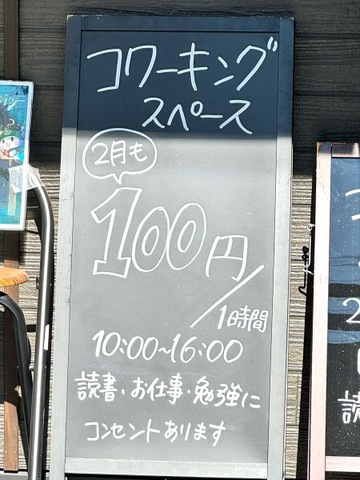 コワーキング
スペース
2月も
100円
/1時間
10:00~16:00
読書・お仕事・勉強に
コンセントあります